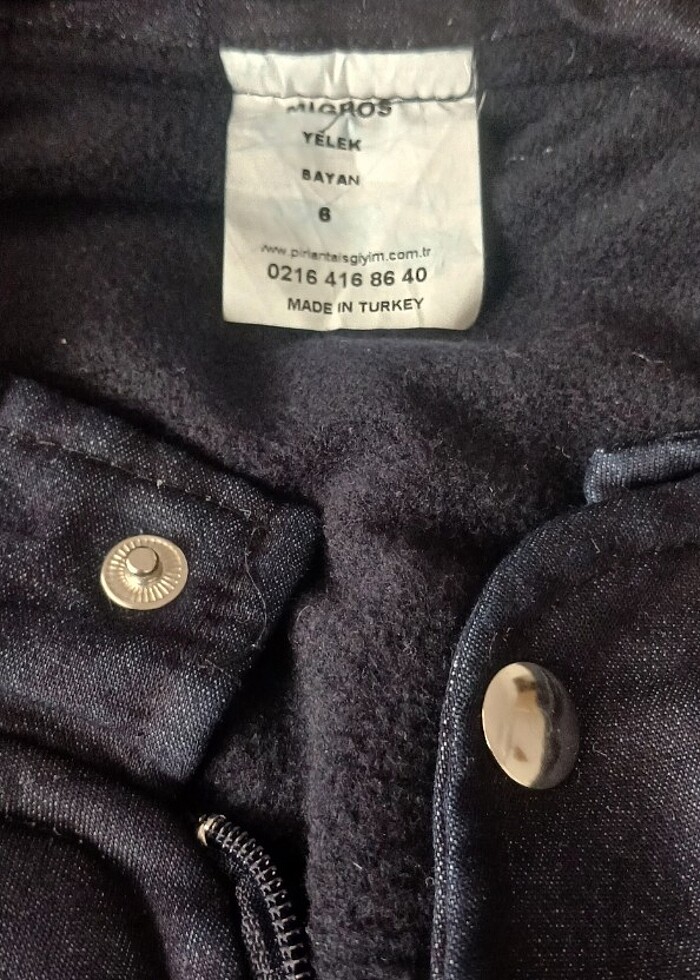 MIGROS
YELEK
BAYAN
6
www.pirlantaisgiyim.com.tr
0216 416 86 40
MADE IN TURKEY